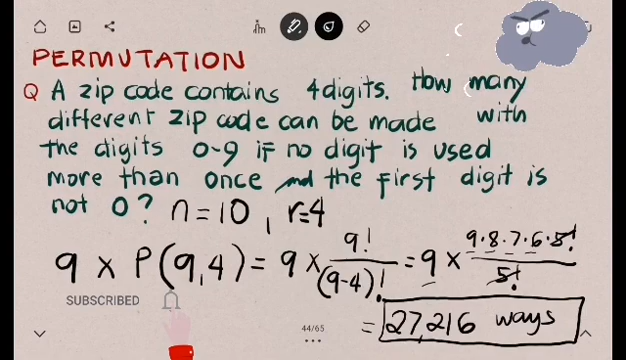 PERMUTATION
Q A zip code contains 4 digits. How many
different zip code can be made with
the digits 0-9 if no digit is used
more than once and the first digit is
not 0? n=10, r=4
9 × P(9,4) = 9 × 9!/(9-4)! = 9 × 9·8·7·6·5!/5!
SUBSCRIBED
= 27,216 ways
44/65